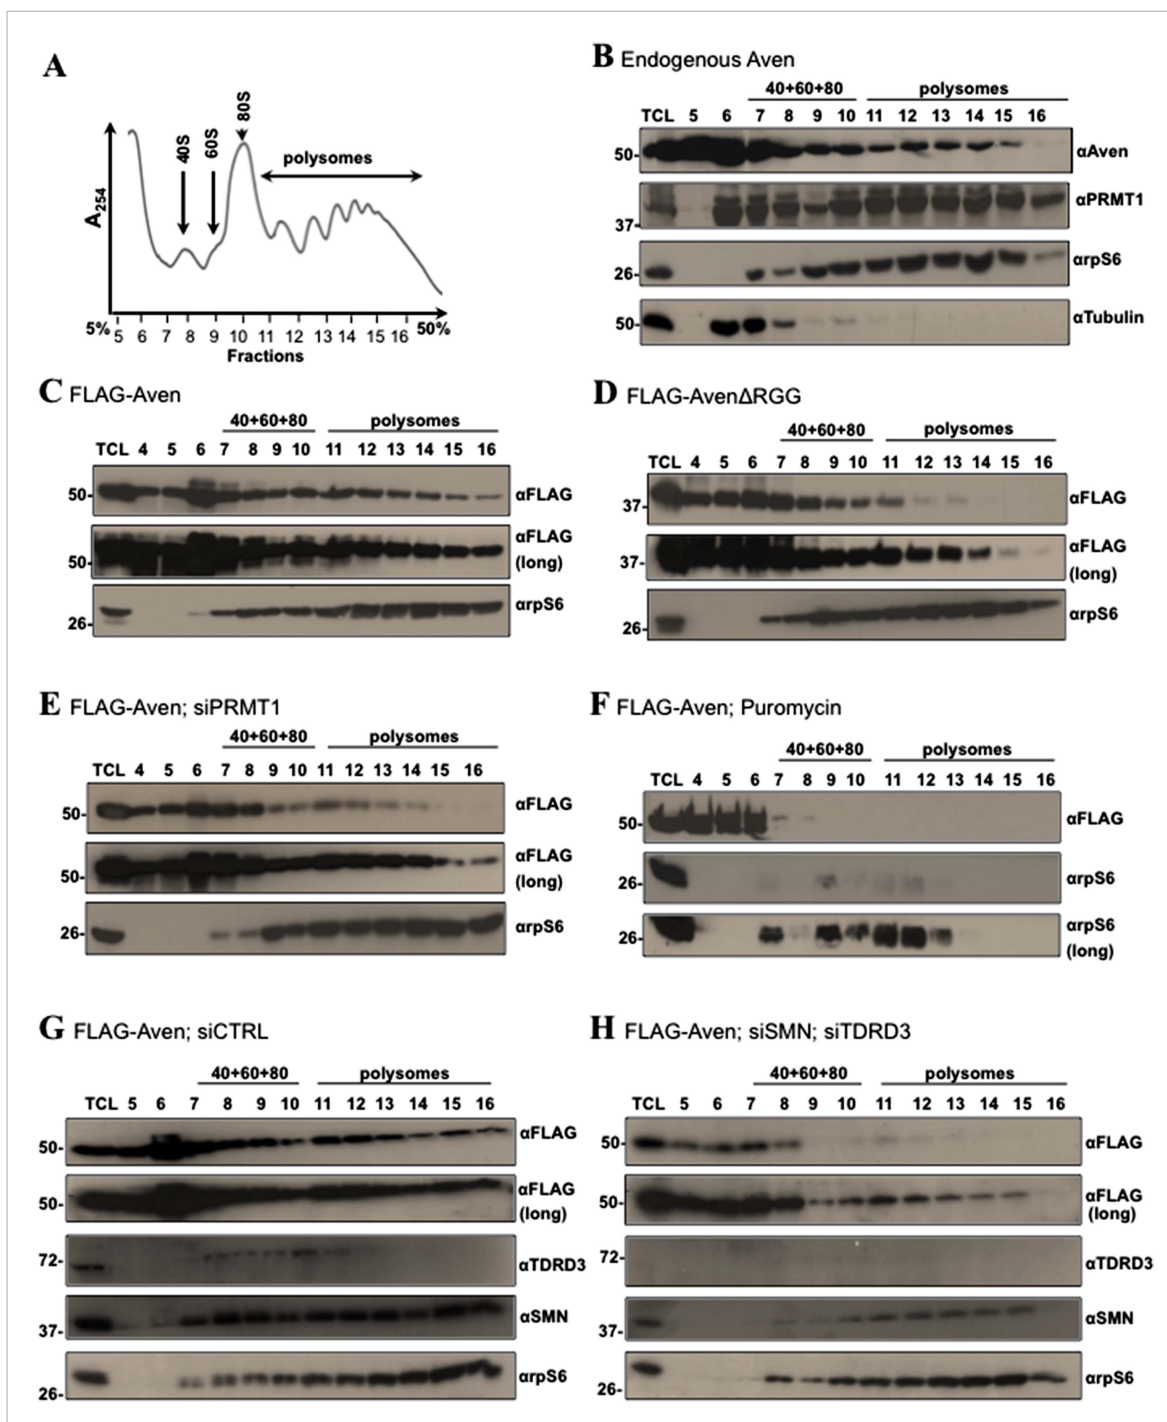 A
A254
40S
60S
80S
polysomes
5% 5 6 7 8 9 10 11 12 13 14 15 16 50%
Fractions
B Endogenous Aven
40+60+80 polysomes
TCL 5 6 7 8 9 10 11 12 13 14 15 16
50- αAven
αPRMT1
37-
26- αrpS6
50- αTubulin
C FLAG-Aven
40+60+80 polysomes
TCL 4 5 6 7 8 9 10 11 12 13 14 15 16
50- αFLAG
αFLAG
50- (long)
αrpS6
26-
D FLAG-AvenΔRGG
40+60+80 polysomes
TCL 4 5 6 7 8 9 10 11 12 13 14 15 16
37- αFLAG
αFLAG
37- (long)
αrpS6
26-
E FLAG-Aven; siPRMT1
40+60+80 polysomes
TCL 4 5 6 7 8 9 10 11 12 13 14 15 16
50- αFLAG
αFLAG
50- (long)
26- αrpS6
F FLAG-Aven; Puromycin
40+60+80 polysomes
TCL 4 5 6 7 8 9 10 11 12 13 14 15 16
50- αFLAG
26- αrpS6
αrpS6
26- (long)
G FLAG-Aven; siCTRL
40+60+80 polysomes
TCL 5 6 7 8 9 10 11 12 13 14 15 16
50- αFLAG
αFLAG
50- (long)
72- αTDRD3
αSMN
37-
αrpS6
26-
H FLAG-Aven; siSMN; siTDRD3
40+60+80 polysomes
TCL 5 6 7 8 9 10 11 12 13 14 15 16
50- αFLAG
αFLAG
50- (long)
72- αTDRD3
αSMN
37-
αrpS6
26-